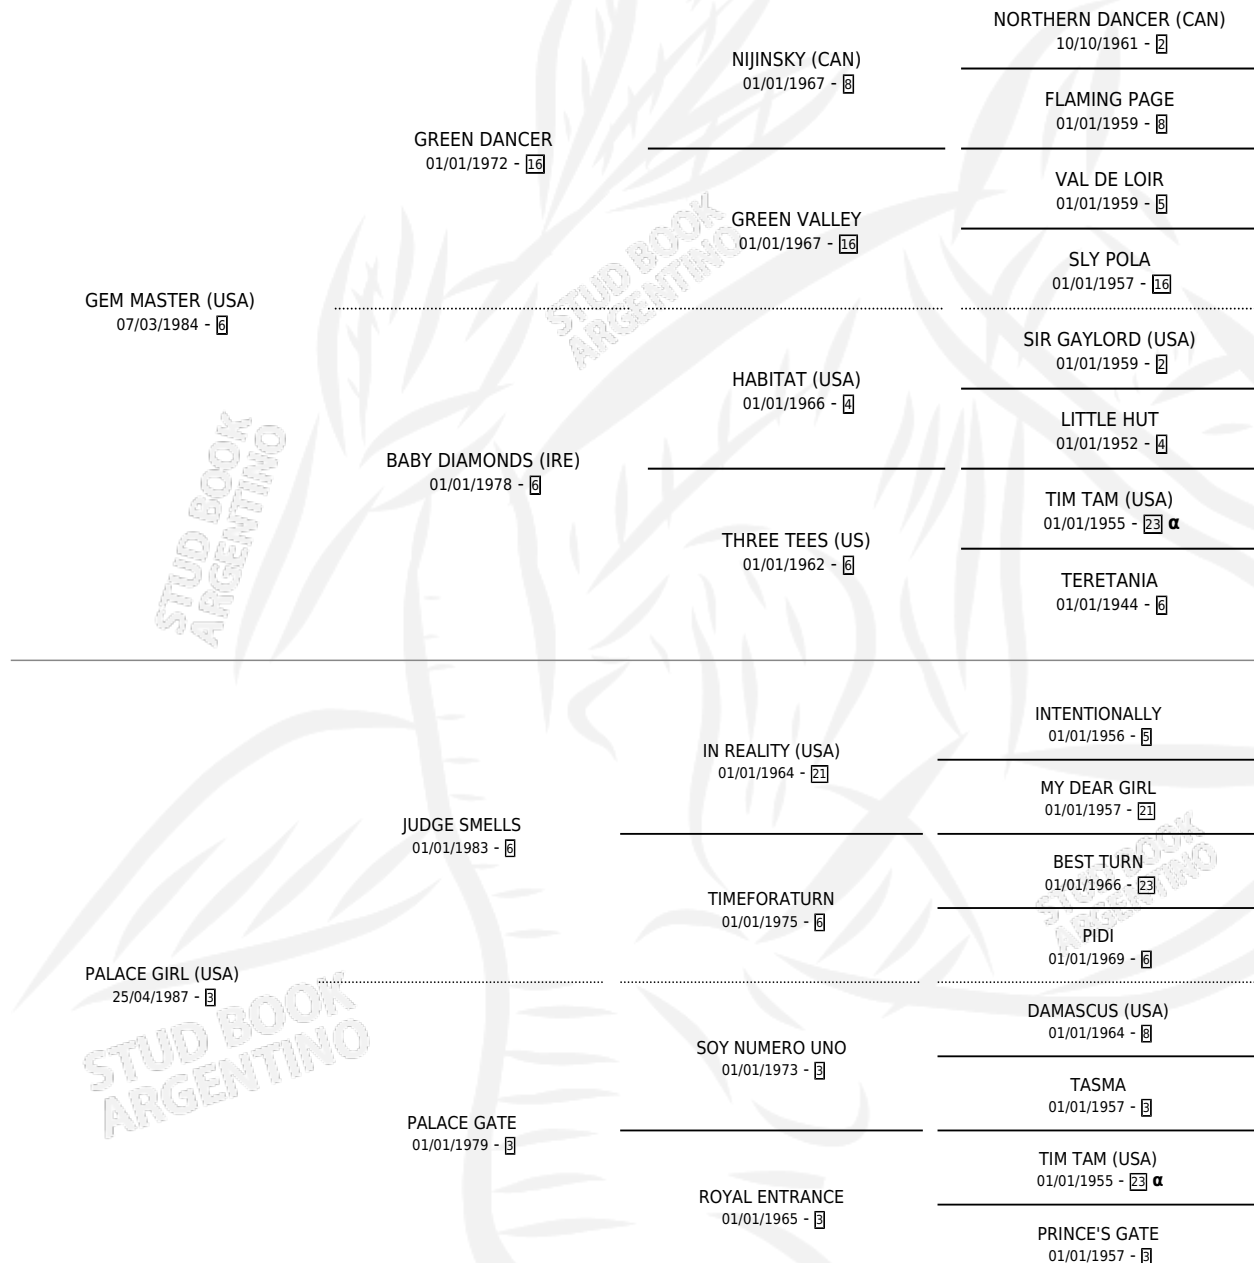 NORTHERN DANCER (CAN)
10/10/1961 - 2
NIJINSKY (CAN)
01/01/1967 - 8
FLAMING PAGE
01/01/1959 - 8
GREEN DANCER
01/01/1972 - 16
VAL DE LOIR
01/01/1959 - 5
GREEN VALLEY
01/01/1967 - 16
SLY POLA
01/01/1957 - 16
GEM MASTER (USA)
07/03/1984 - 6
SIR GAYLORD (USA)
01/01/1959 - 2
HABITAT (USA)
01/01/1966 - 4
LITTLE HUT
01/01/1952 - 4
BABY DIAMONDS (IRE)
01/01/1978 - 6
TIM TAM (USA)
01/01/1955 - 23 α
THREE TEES (US)
01/01/1962 - 6
TERETANIA
01/01/1944 - 6
INTENTIONALLY
01/01/1956 - 5
IN REALITY (USA)
01/01/1964 - 21
MY DEAR GIRL
01/01/1957 - 21
JUDGE SMELLS
01/01/1983 - 6
BEST TURN
01/01/1966 - 23
TIMEFORATURN
01/01/1975 - 6
PIDI
01/01/1969 - 6
PALACE GIRL (USA)
25/04/1987 - 3
DAMASCUS (USA)
01/01/1964 - 8
SOY NUMERO UNO
01/01/1973 - 3
TASMA
01/01/1957 - 3
PALACE GATE
01/01/1979 - 3
TIM TAM (USA)
01/01/1955 - 23 α
ROYAL ENTRANCE
01/01/1965 - 3
PRINCE'S GATE
01/01/1957 - 3
STUD BOOK
ARGENTINO
STUD BOOK
ARGENTINO
STUD BOOK
ARGENTINO
STUD BOOK
ARGENTINO